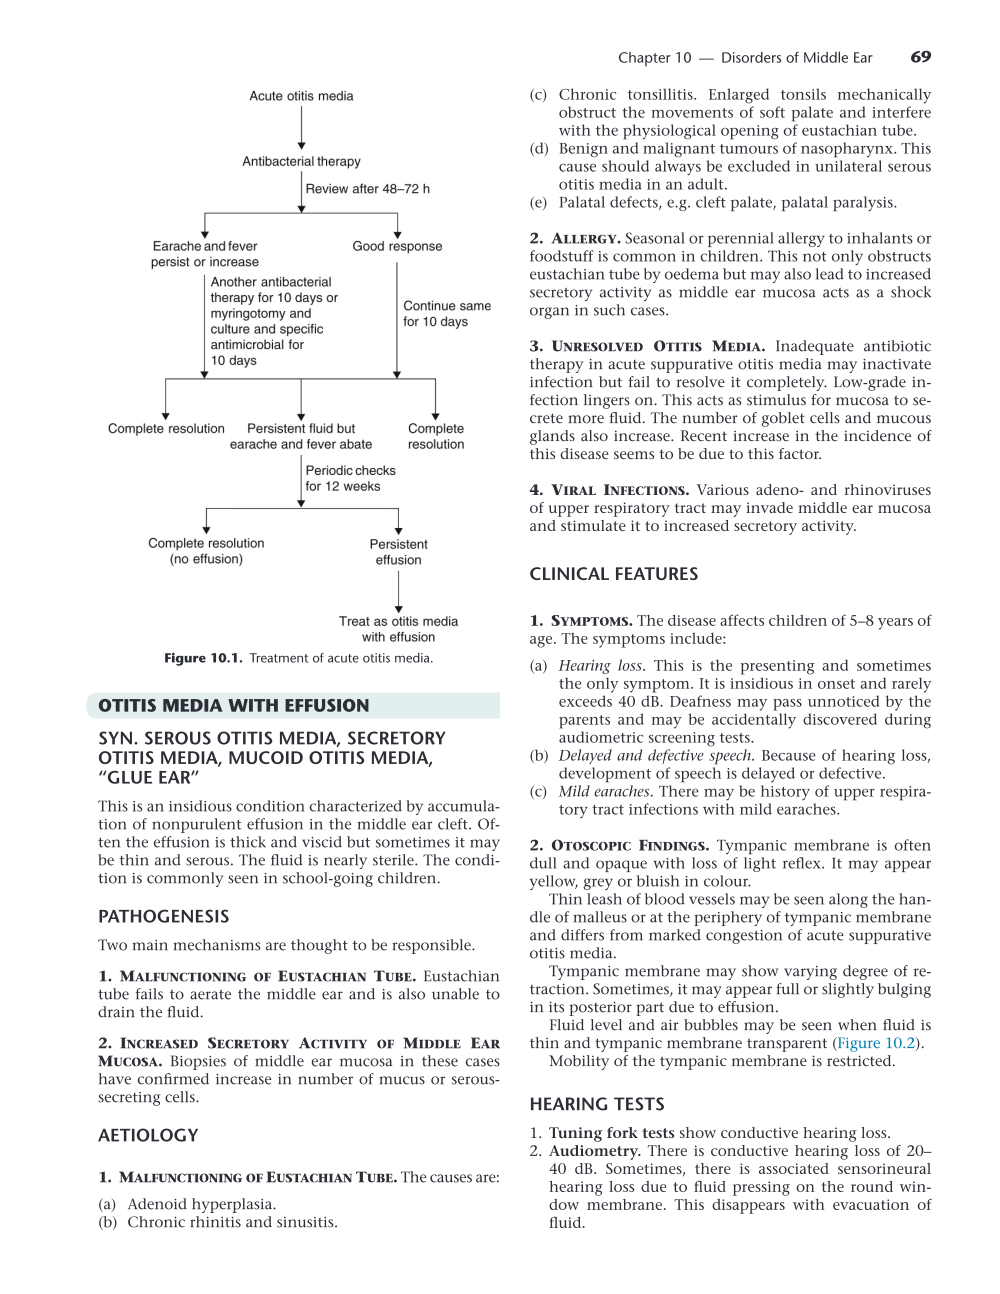 Chapter 10 — Disorders of Middle Ear 69
Acute otitis media
Antibacterial therapy
Review after 48–72 h
Earache and fever
persist or increase
Good response
Another antibacterial
therapy for 10 days or
myringotomy and
culture and specific
antimicrobial for
10 days
Continue same
for 10 days
Complete resolution
Persistent fluid but
earache and fever abate
Complete
resolution
Periodic checks
for 12 weeks
Complete resolution
(no effusion)
Persistent
effusion
Treat as otitis media
with effusion
Figure 10.1. Treatment of acute otitis media.
OTITIS MEDIA WITH EFFUSION
SYN. SEROUS OTITIS MEDIA, SECRETORY
OTITIS MEDIA, MUCOID OTITIS MEDIA,
“GLUE EAR”
This is an insidious condition characterized by accumula-
tion of nonpurulent effusion in the middle ear cleft. Of-
ten the effusion is thick and viscid but sometimes it may
be thin and serous. The fluid is nearly sterile. The condi-
tion is commonly seen in school-going children.
PATHOGENESIS
Two main mechanisms are thought to be responsible.
1. MALFUNCTIONING OF EUSTACHIAN TUBE. Eustachian
tube fails to aerate the middle ear and is also unable to
drain the fluid.
2. INCREASED SECRETORY ACTIVITY OF MIDDLE EAR
MUCOSA. Biopsies of middle ear mucosa in these cases
have confirmed increase in number of mucus or serous-
secreting cells.
AETIOLOGY
1. MALFUNCTIONING OF EUSTACHIAN TUBE. The causes are:
(a) Adenoid hyperplasia.
(b) Chronic rhinitis and sinusitis.
(c) Chronic tonsillitis. Enlarged tonsils mechanically
obstruct the movements of soft palate and interfere
with the physiological opening of eustachian tube.
(d) Benign and malignant tumours of nasopharynx. This
cause should always be excluded in unilateral serous
otitis media in an adult.
(e) Palatal defects, e.g. cleft palate, palatal paralysis.
2. ALLERGY. Seasonal or perennial allergy to inhalants or
foodstuff is common in children. This not only obstructs
eustachian tube by oedema but may also lead to increased
secretory activity as middle ear mucosa acts as a shock
organ in such cases.
3. UNRESOLVED OTITIS MEDIA. Inadequate antibiotic
therapy in acute suppurative otitis media may inactivate
infection but fail to resolve it completely. Low-grade in-
fection lingers on. This acts as stimulus for mucosa to se-
crete more fluid. The number of goblet cells and mucous
glands also increase. Recent increase in the incidence of
this disease seems to be due to this factor.
4. VIRAL INFECTIONS. Various adeno- and rhinoviruses
of upper respiratory tract may invade middle ear mucosa
and stimulate it to increased secretory activity.
CLINICAL FEATURES
1. SYMPTOMS. The disease affects children of 5–8 years of
age. The symptoms include:
(a) Hearing loss. This is the presenting and sometimes
the only symptom. It is insidious in onset and rarely
exceeds 40 dB. Deafness may pass unnoticed by the
parents and may be accidentally discovered during
audiometric screening tests.
(b) Delayed and defective speech. Because of hearing loss,
development of speech is delayed or defective.
(c) Mild earaches. There may be history of upper respira-
tory tract infections with mild earaches.
2. OTOSCOPIC FINDINGS. Tympanic membrane is often
dull and opaque with loss of light reflex. It may appear
yellow, grey or bluish in colour.
Thin leash of blood vessels may be seen along the han-
dle of malleus or at the periphery of tympanic membrane
and differs from marked congestion of acute suppurative
otitis media.
Tympanic membrane may show varying degree of re-
traction. Sometimes, it may appear full or slightly bulging
in its posterior part due to effusion.
Fluid level and air bubbles may be seen when fluid is
thin and tympanic membrane transparent (Figure 10.2).
Mobility of the tympanic membrane is restricted.
HEARING TESTS
1. Tuning fork tests show conductive hearing loss.
2. Audiometry. There is conductive hearing loss of 20–
40 dB. Sometimes, there is associated sensorineural
hearing loss due to fluid pressing on the round win-
dow membrane. This disappears with evacuation of
fluid.